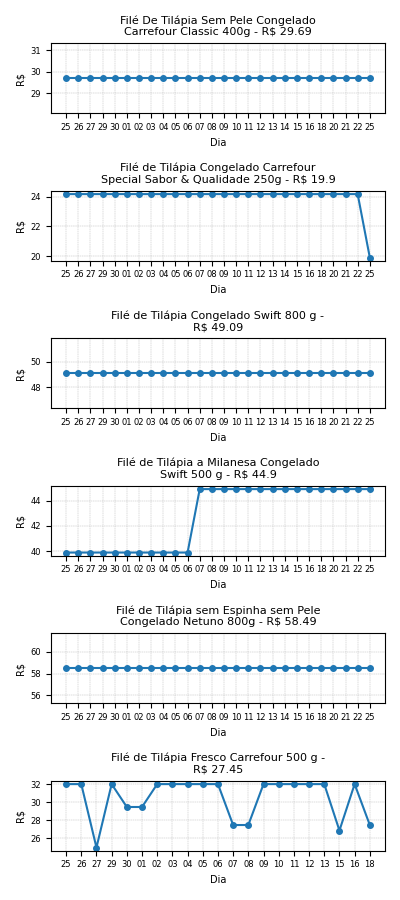 Filé De Tilápia Sem Pele Congelado
Carrefour Classic 400g - R$ 29.69
31
30
29
R$
25 26 27 29 30 01 02 03 04 05 06 07 08 09 10 11 12 13 14 15 16 18 20 21 22 25
Dia
Filé de Tilápia Congelado Carrefour
Special Sabor & Qualidade 250g - R$ 19.9
24
22
20
R$
25 26 27 29 30 01 02 03 04 05 06 07 08 09 10 11 12 13 14 15 16 18 20 21 22 25
Dia
Filé de Tilápia Congelado Swift 800 g -
R$ 49.09
50
48
R$
25 26 27 29 30 01 02 03 04 05 06 07 08 09 10 11 12 13 14 15 16 18 20 21 22 25
Dia
Filé de Tilápia a Milanesa Congelado
Swift 500 g - R$ 44.9
44
42
40
R$
25 26 27 29 30 01 02 03 04 05 06 07 08 09 10 11 12 13 14 15 16 18 20 21 22 25
Dia
Filé de Tilápia sem Espinha sem Pele
Congelado Netuno 800g - R$ 58.49
60
58
56
R$
25 26 27 29 30 01 02 03 04 05 06 07 08 09 10 11 12 13 14 15 16 18 20 21 22 25
Dia
Filé de Tilápia Fresco Carrefour 500 g -
R$ 27.45
32
30
28
26
R$
25 26 27 29 30 01 02 03 04 05 06 07 08 09 10 11 12 13 15 16 18
Dia